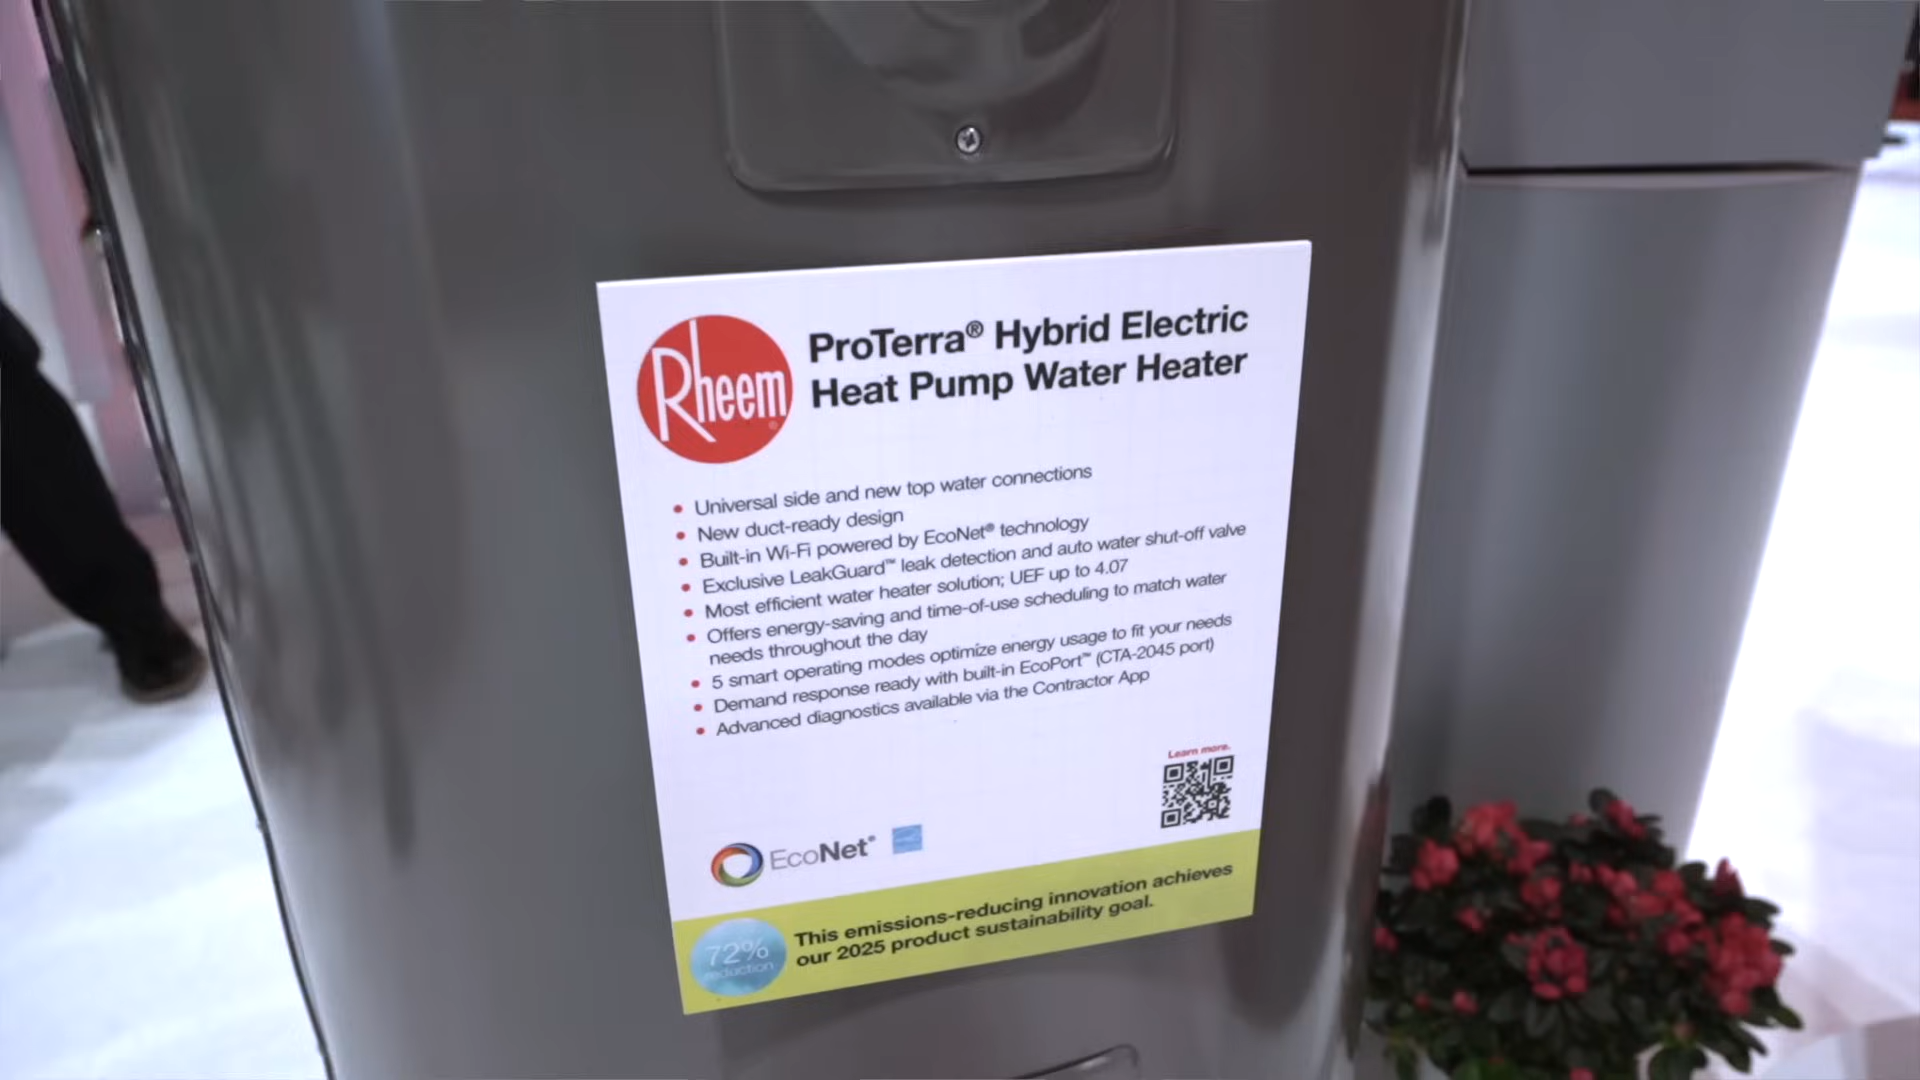 Rheem
ProTerra® Hybrid Electric
Heat Pump Water Heater
• Universal side and new top water connections
• New duct-ready design
• Built-in Wi-Fi powered by EcoNet® technology
• Exclusive LeakGuard™ leak detection and auto water shut-off valve
• Most efficient water heater solution; UEF up to 4.07
• Offers energy-saving and time-of-use scheduling to match water
needs throughout the day
• 5 smart operating modes optimize energy usage to fit your needs
• Demand response ready with built-in EcoPort™ (CTA-2045 port)
• Advanced diagnostics available via the Contractor App
Learn more.
EcoNet®
72%
reduction
This emissions-reducing innovation achieves
our 2025 product sustainability goal.